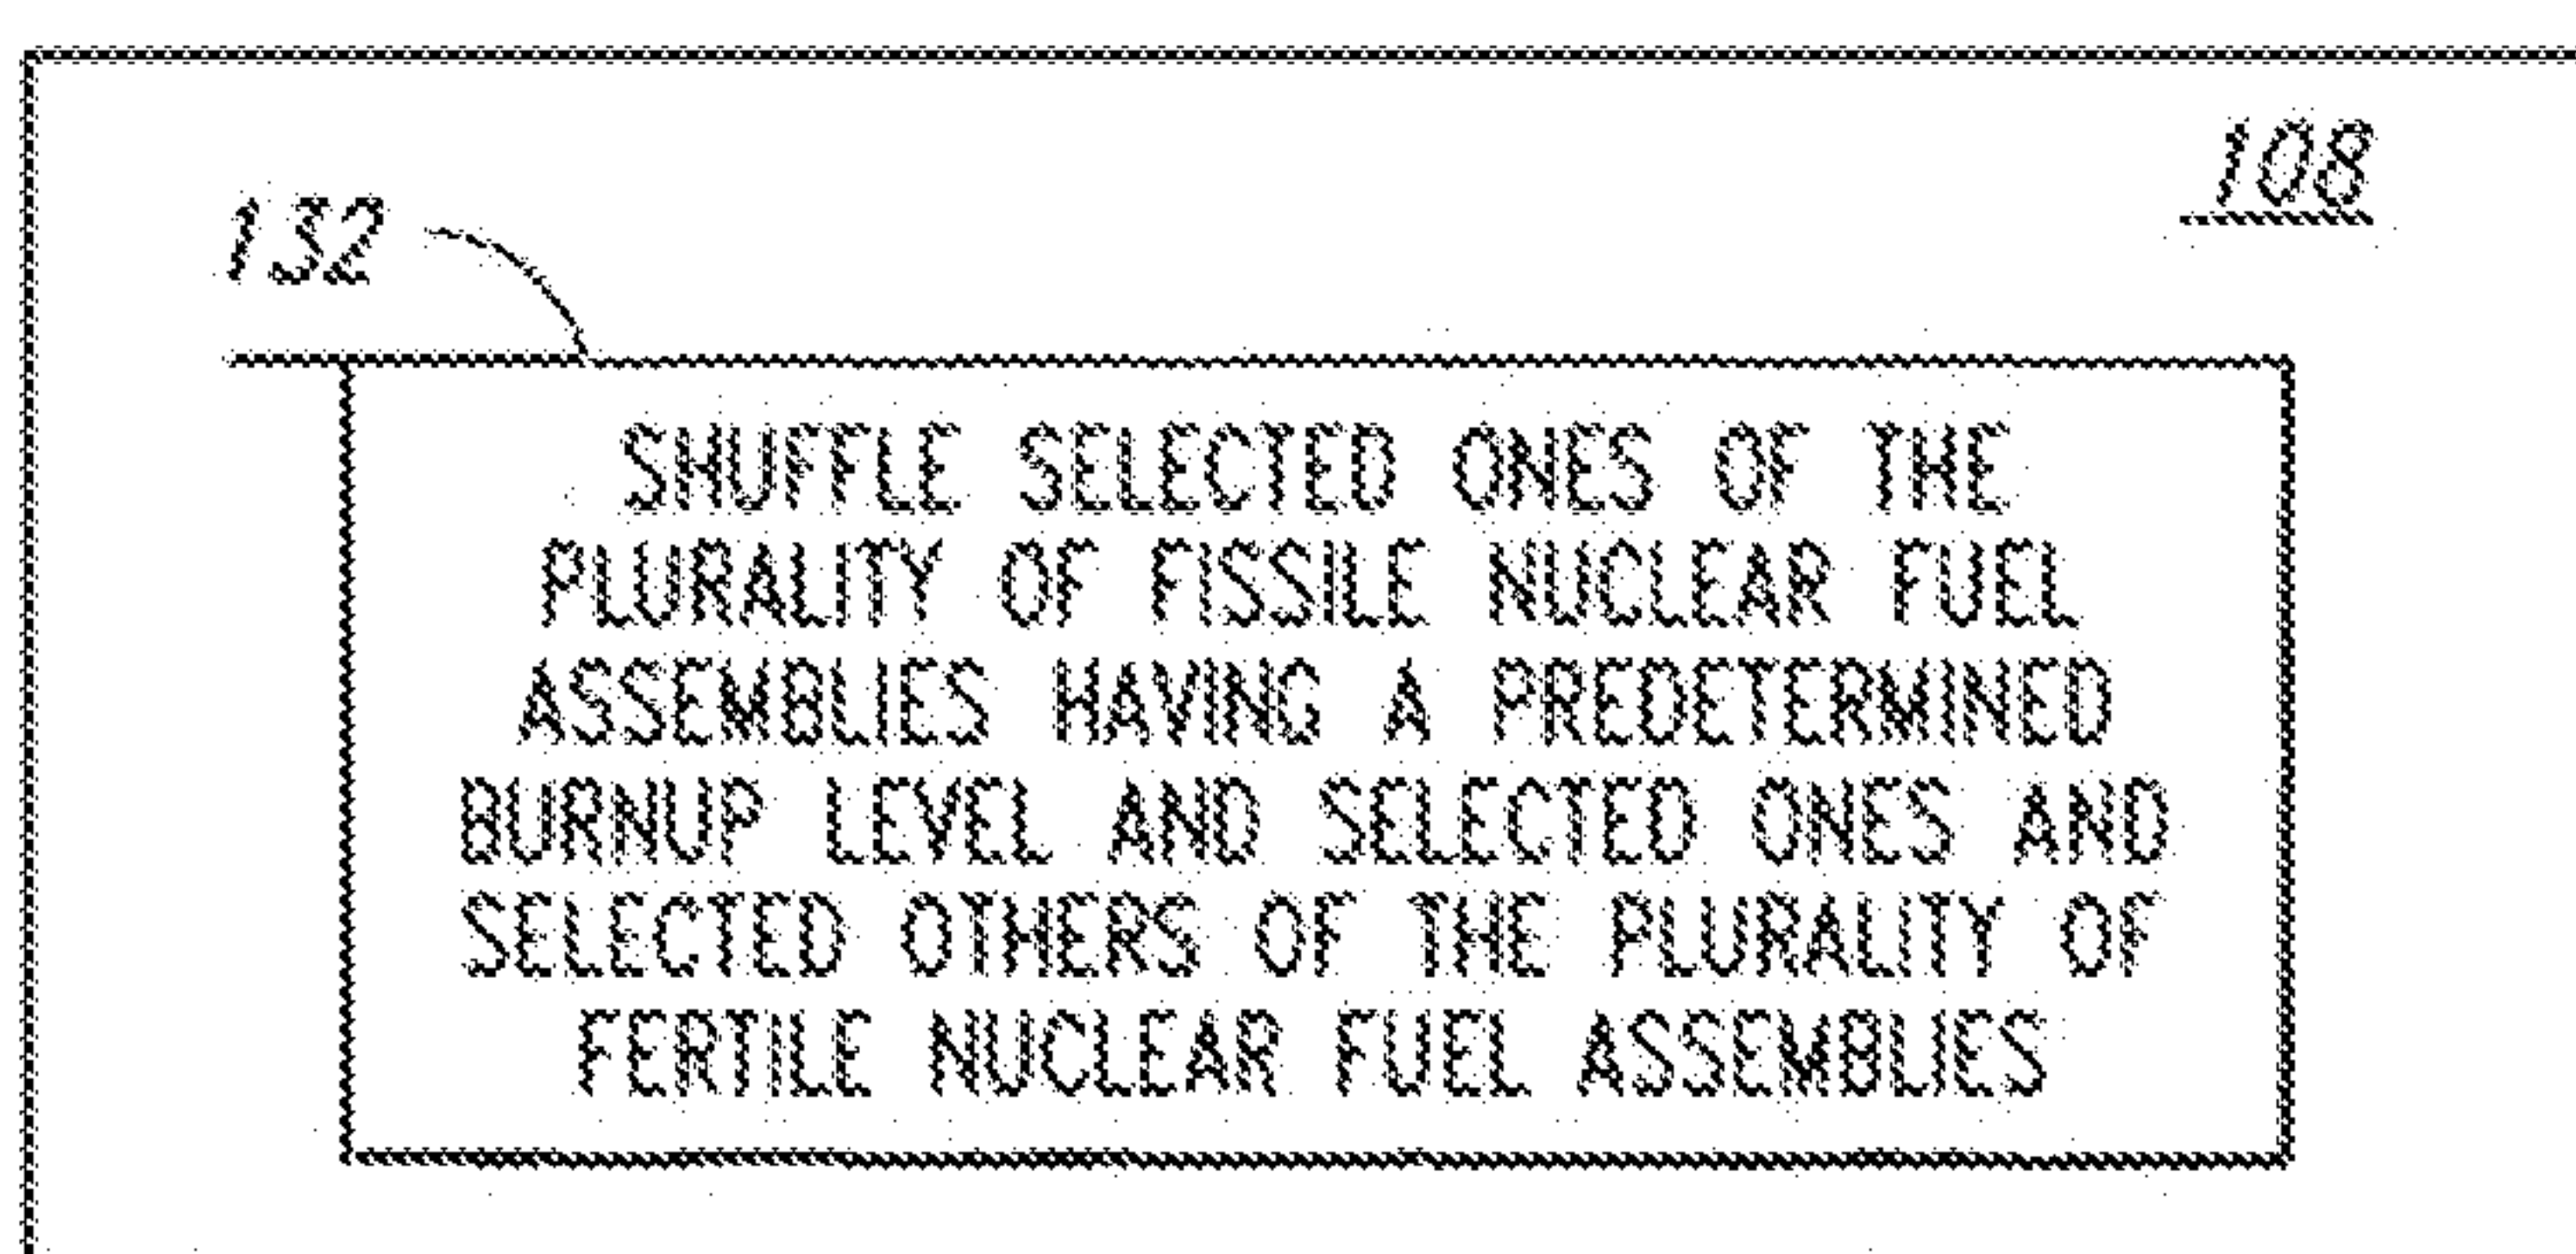 108
132
SHUFFLE SELECTED ONES OF THE
PLURALITY OF FISSILE NUCLEAR FUEL
ASSEMBLIES HAVING A PREDETERMINED
BURNUP LEVEL AND SELECTED ONES AND
SELECTED OTHERS OF THE PLURALITY OF
FERTILE NUCLEAR FUEL ASSEMBLIES